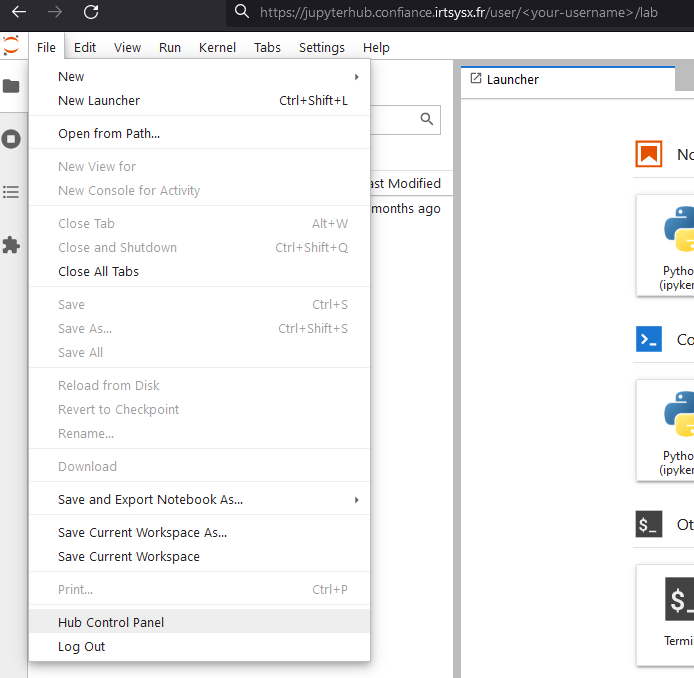 https://jupyterhub.confiance.irtsysx.fr/user/<your-username>/lab
File Edit View Run Kernel Tabs Settings Help
New
New Launcher Ctrl+Shift+L
Open from Path...
New View for
New Console for Activity
Close Tab Alt+W
Close and Shutdown Ctrl+Shift+Q
Close All Tabs
Save Ctrl+S
Save As... Ctrl+Shift+S
Save All
Reload from Disk
Revert to Checkpoint
Rename...
Download
Save and Export Notebook As...
Save Current Workspace As...
Save Current Workspace
Print... Ctrl+P
Hub Control Panel
Log Out
ast Modified
months ago
Launcher
No
Pytho
(ipyker
Co
Pytho
(ipyker
$_ Ot
$_
Termi